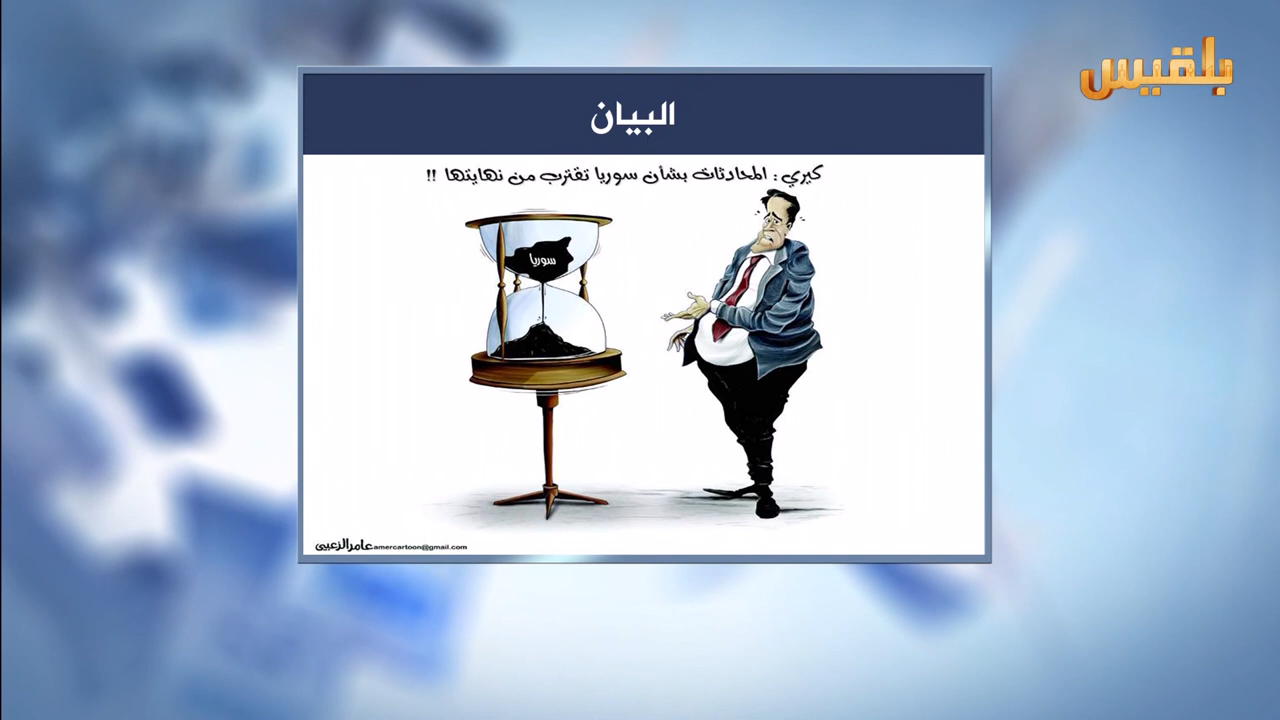 بلقيس
البيان
كيري : المحادثات بشأن سوريا تقترب من نهايتها !!
سوريا
عامر الزعبي amercartoon@gmail.com